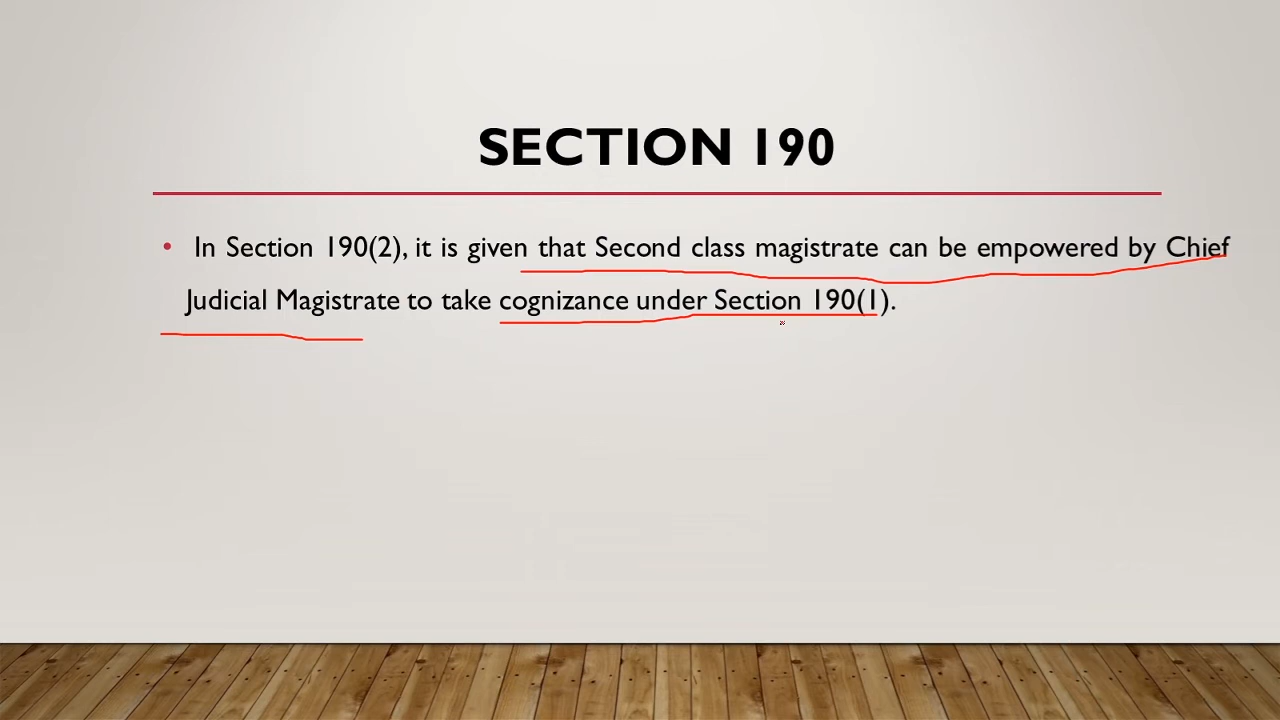 SECTION 190
• In Section 190(2), it is given that Second class magistrate can be empowered by Chief
Judicial Magistrate to take cognizance under Section 190(1).